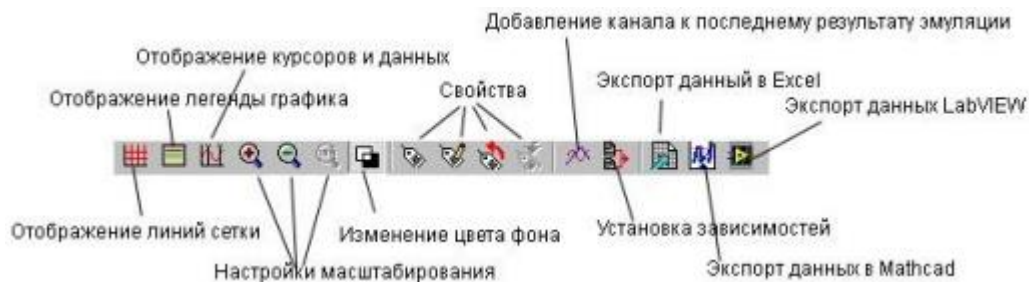 Добавление канала к последнему результату эмуляции
Отображение курсоров и данных
Экспорт данный в Excel
Отображение легенды графика
Свойства
Экспорт данных LabVIEW
Отображение линий сетки
Изменение цвета фона
Установка зависимостей
Настройки масштабирования
Экспорт данных в Mathcad